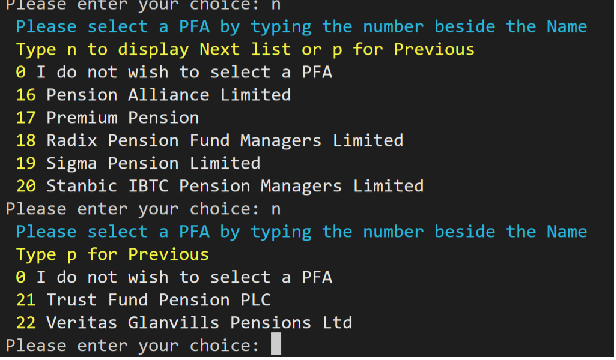 Please enter your choice: n
Please select a PFA by typing the number beside the Name
Type n to display Next list or p for Previous
0 I do not wish to select a PFA
16 Pension Alliance Limited
17 Premium Pension
18 Radix Pension Fund Managers Limited
19 Sigma Pension Limited
20 Stanbic IBTC Pension Managers Limited
Please enter your choice: n
Please select a PFA by typing the number beside the Name
Type p for Previous
0 I do not wish to select a PFA
21 Trust Fund Pension PLC
22 Veritas Glanvills Pensions Ltd
Please enter your choice: